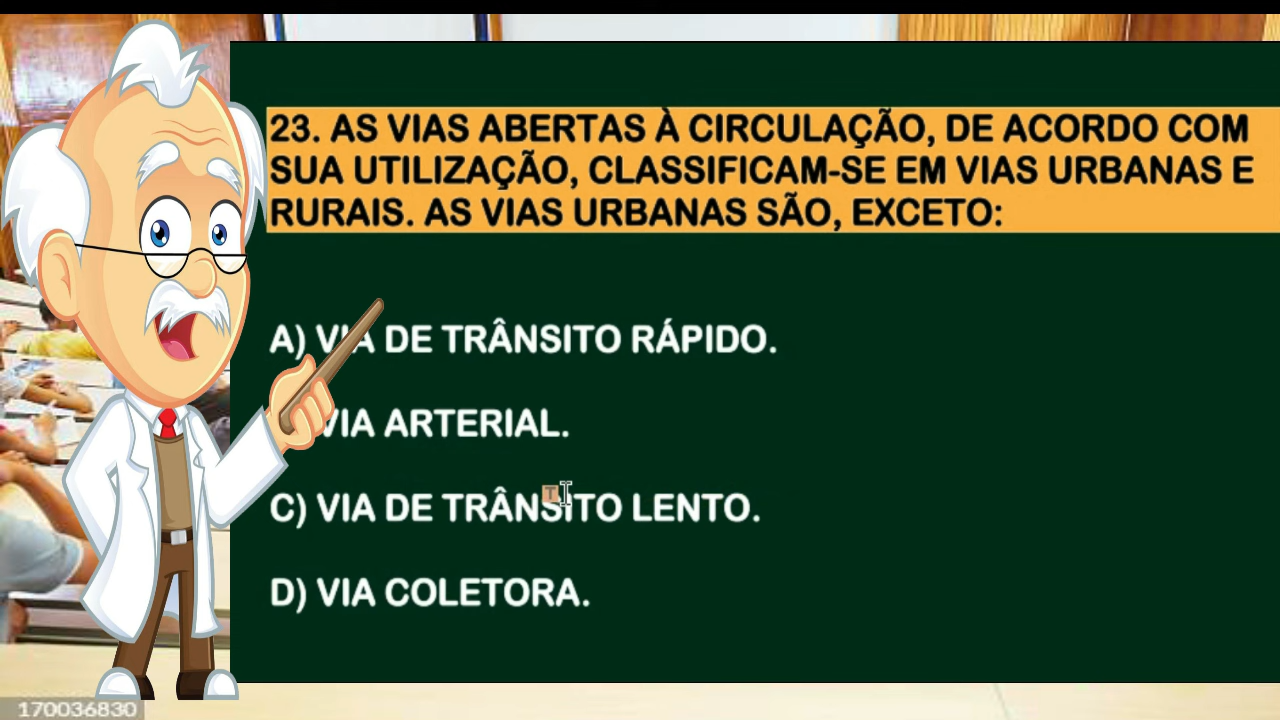 23. AS VIAS ABERTAS À CIRCULAÇÃO, DE ACORDO COM
SUA UTILIZAÇÃO, CLASSIFICAM-SE EM VIAS URBANAS E
RURAIS. AS VIAS URBANAS SÃO, EXCETO:
A) VIA DE TRÂNSITO RÁPIDO.
VIA ARTERIAL.
C) VIA DE TRÂNSITO LENTO.
D) VIA COLETORA.
170036830